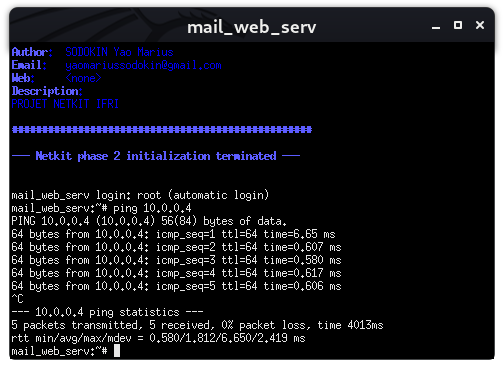 mail_web_serv
Author: SODOKIN Yao Marius
Email: yaomariussodokin@gmail.com
Web: <none>
Description:
PROJET NETKIT IFRI
##################################################
--- Netkit phase 2 initialization terminated ---
mail_web_serv login: root (automatic login)
mail_web_serv:~# ping 10.0.0.4
PING 10.0.0.4 (10.0.0.4) 56(84) bytes of data.
64 bytes from 10.0.0.4: icmp_seq=1 ttl=64 time=6.65 ms
64 bytes from 10.0.0.4: icmp_seq=2 ttl=64 time=0.607 ms
64 bytes from 10.0.0.4: icmp_seq=3 ttl=64 time=0.580 ms
64 bytes from 10.0.0.4: icmp_seq=4 ttl=64 time=0.617 ms
64 bytes from 10.0.0.4: icmp_seq=5 ttl=64 time=0.606 ms
^C
--- 10.0.0.4 ping statistics ---
5 packets transmitted, 5 received, 0% packet loss, time 4013ms
rtt min/avg/max/mdev = 0.580/1.812/6.650/2.419 ms
mail_web_serv:~#